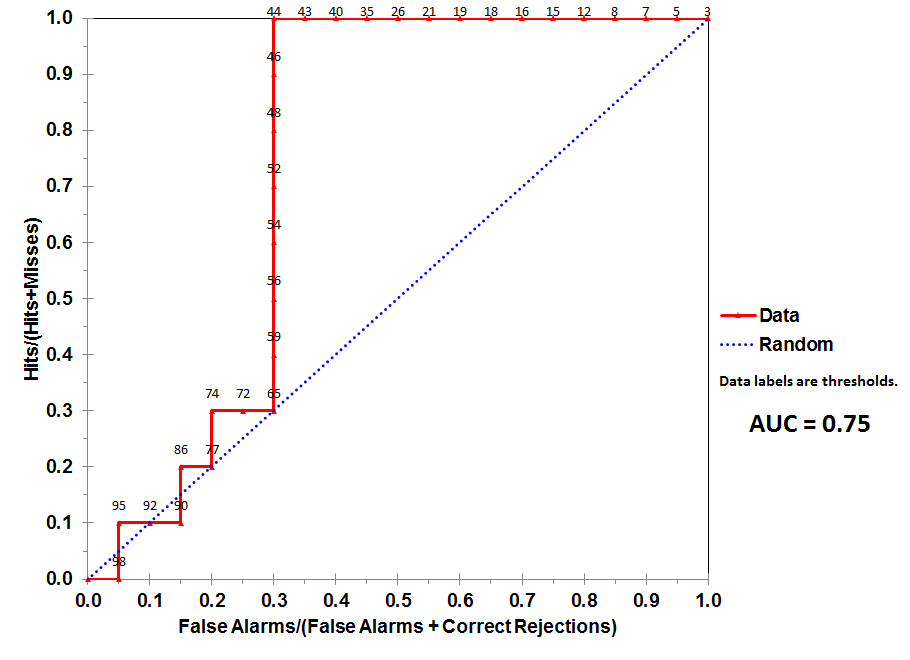 1.0
44 43 40 35 26 21 19 18 16 15 12 8 7 5 3
46
0.9
48
0.8
52
0.7
54
0.6
56
0.5
59
0.4
74 72 65
0.3
86 77
0.2
95 92 90
0.1
98
0.0
0.0 0.1 0.2 0.3 0.4 0.5 0.6 0.7 0.8 0.9 1.0
Hits/(Hits+Misses)
False Alarms/(False Alarms + Correct Rejections)
Data
Random
Data labels are thresholds.
AUC = 0.75